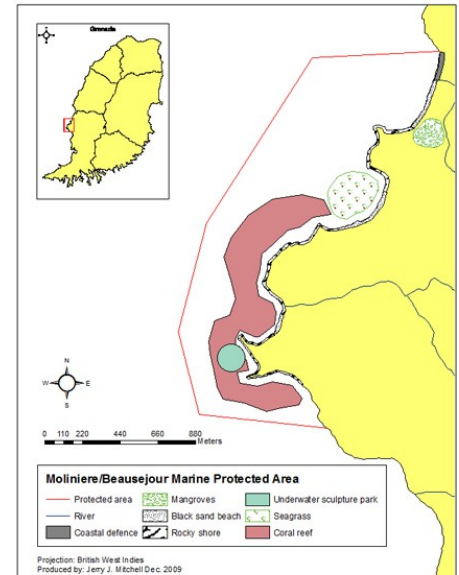 Grenada
N
W E
S
0 110 220 440 660 880
Meters
Moliniere/Beausejour Marine Protected Area
Protected area Mangroves Underwater sculpture park
River Black sand beach Seagrass
Coastal defence Rocky shore Coral reef
Projection: British West Indies
Produced by: Jerry J. Mitchell Dec. 2009